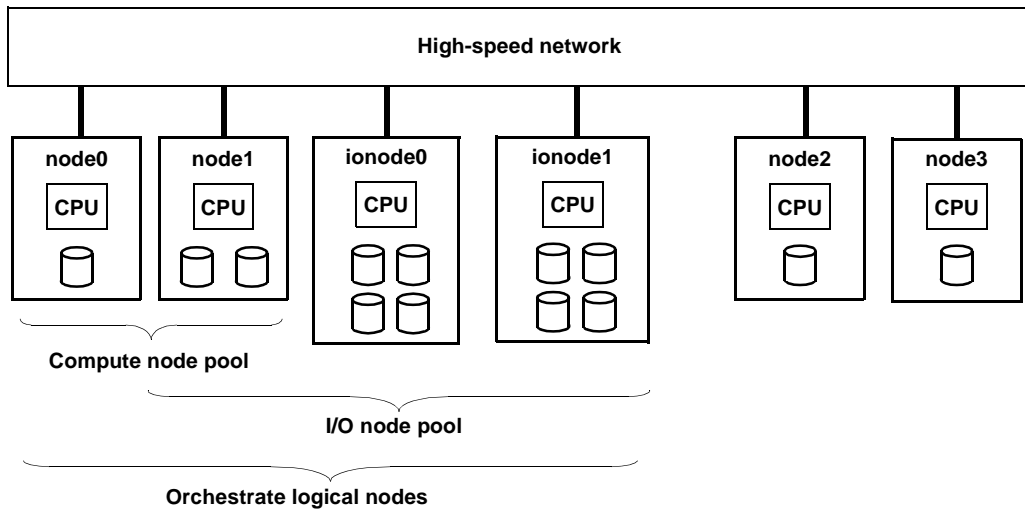 High-speed network
node0
node1
ionode0
ionode1
node2
node3
CPU
CPU
CPU
CPU
CPU
CPU
Compute node pool
I/O node pool
Orchestrate logical nodes